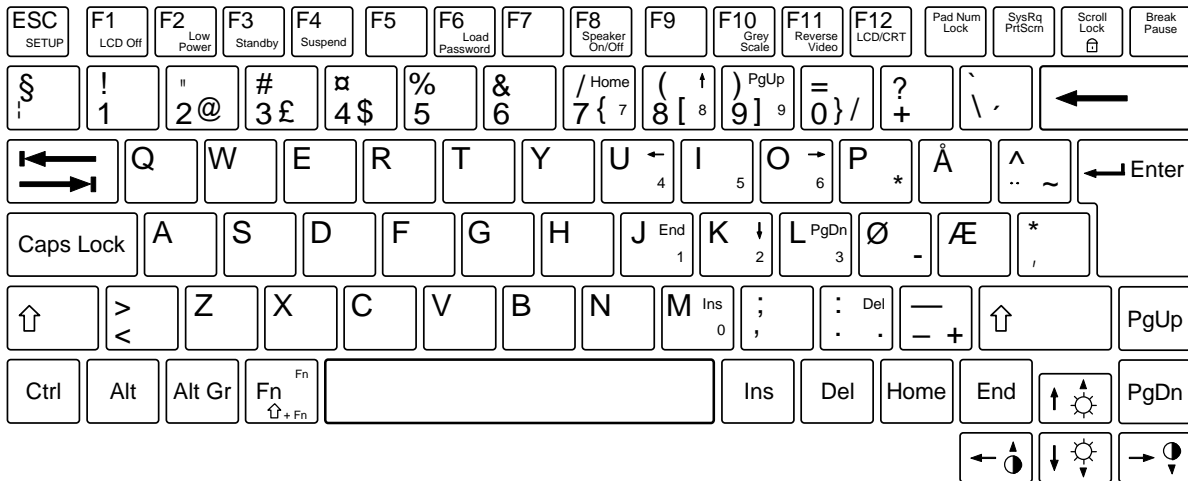 ESC SETUP F1 LCD Off F2 Low Power F3 Standby F4 Suspend F5 F6 Load Password F7 F8 Speaker On/Off F9 F10 Grey Scale F11 Reverse Video F12 LCD/CRT Pad Num Lock SysRq PrtScrn Scroll Lock Break Pause
§ ¦ ! 1 " 2 @ # 3 £ ¤ 4 $ % 5 & 6 / Home 7 { 7 ( ↑ 8 [ 8 ) PgUp 9 ] 9 = 0 } / ? + ` \ ´ ←
Q W E R T Y U ← 4 I 5 O → 6 P * Å ^ ¨ ~ Enter
Caps Lock A S D F G H J End 1 K ↓ 2 L PgDn 3 Ø - Æ * ,
⇧ > < Z X C V B N M Ins 0 ; , : Del . . — – + ⇧ PgUp
Ctrl Alt Alt Gr Fn Fn ⇧ + Fn Ins Del Home End ↑ PgDn
← ↓ →